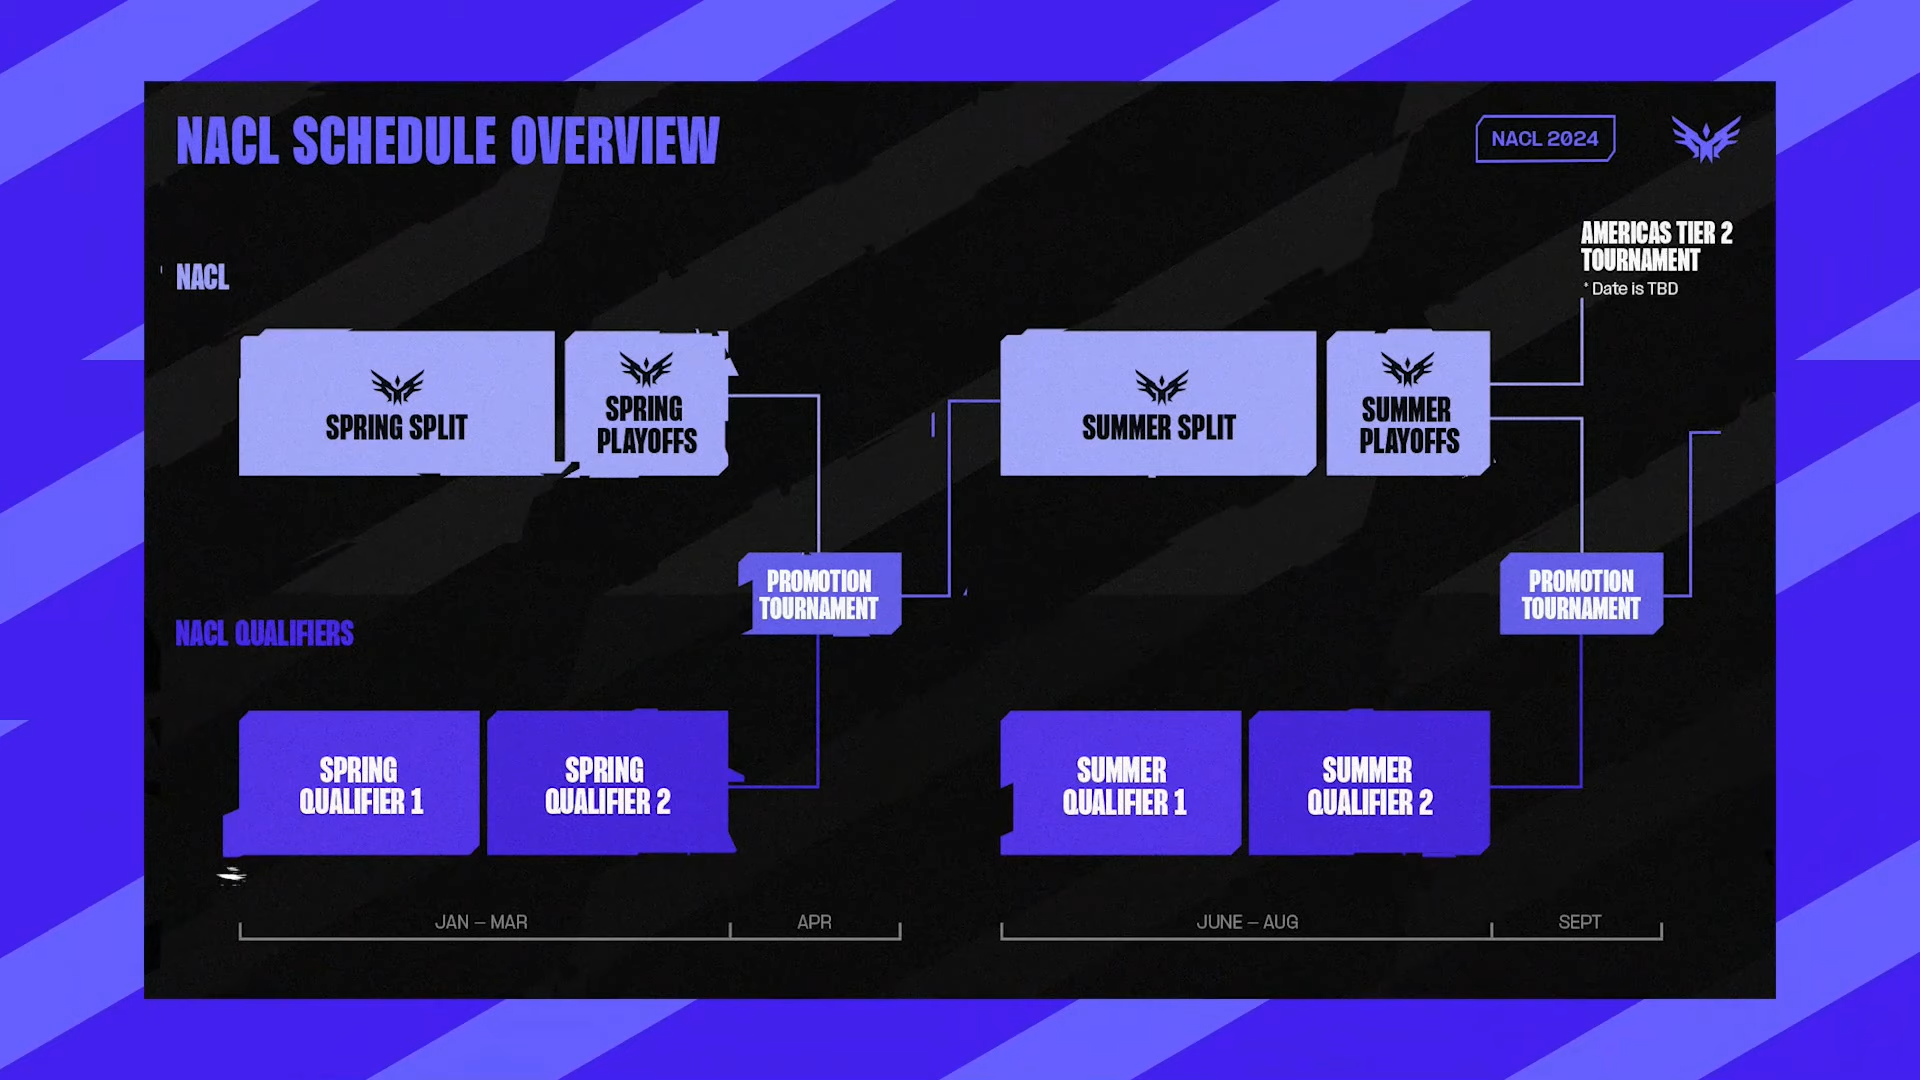 NACL SCHEDULE OVERVIEW
NACL 2024
AMERICAS TIER 2
TOURNAMENT
* Date is TBD
NACL
SPRING SPLIT
SPRING
PLAYOFFS
SUMMER SPLIT
SUMMER
PLAYOFFS
PROMOTION
TOURNAMENT
PROMOTION
TOURNAMENT
NACL QUALIFIERS
SPRING
QUALIFIER 1
SPRING
QUALIFIER 2
SUMMER
QUALIFIER 1
SUMMER
QUALIFIER 2
JAN – MAR
APR
JUNE – AUG
SEPT